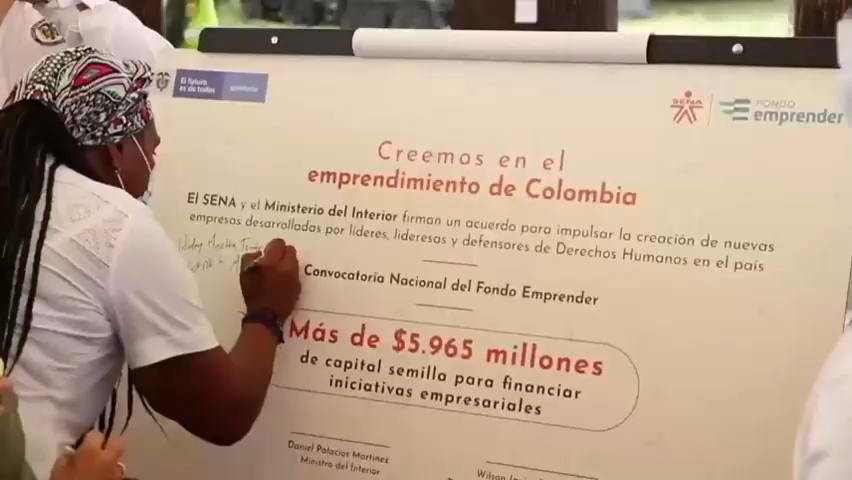 El futuro
es de todos
SENA
FONDO
emprender
Creemos en el
emprendimiento de Colombia
El SENA y el Ministerio del Interior firman un acuerdo para impulsar la creación de nuevas
empresas desarrolladas por líderes, lideresas y defensores de Derechos Humanos en el país
Convocatoria Nacional del Fondo Emprender
Más de $5.965 millones
de capital semilla para financiar
iniciativas empresariales
Daniel Palacios Martínez
Ministro del Interior
Wilson